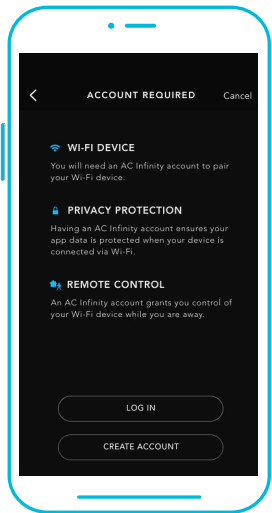 ACCOUNT REQUIRED
Cancel
WI-FI DEVICE
You will need an AC Infinity account to pair
your Wi-Fi device.
PRIVACY PROTECTION
Having an AC Infinity account ensures your
app data is protected when your device is
connected via Wi-Fi.
REMOTE CONTROL
An AC Infinity account grants you control of
your Wi-Fi device while you are away.
LOG IN
CREATE ACCOUNT